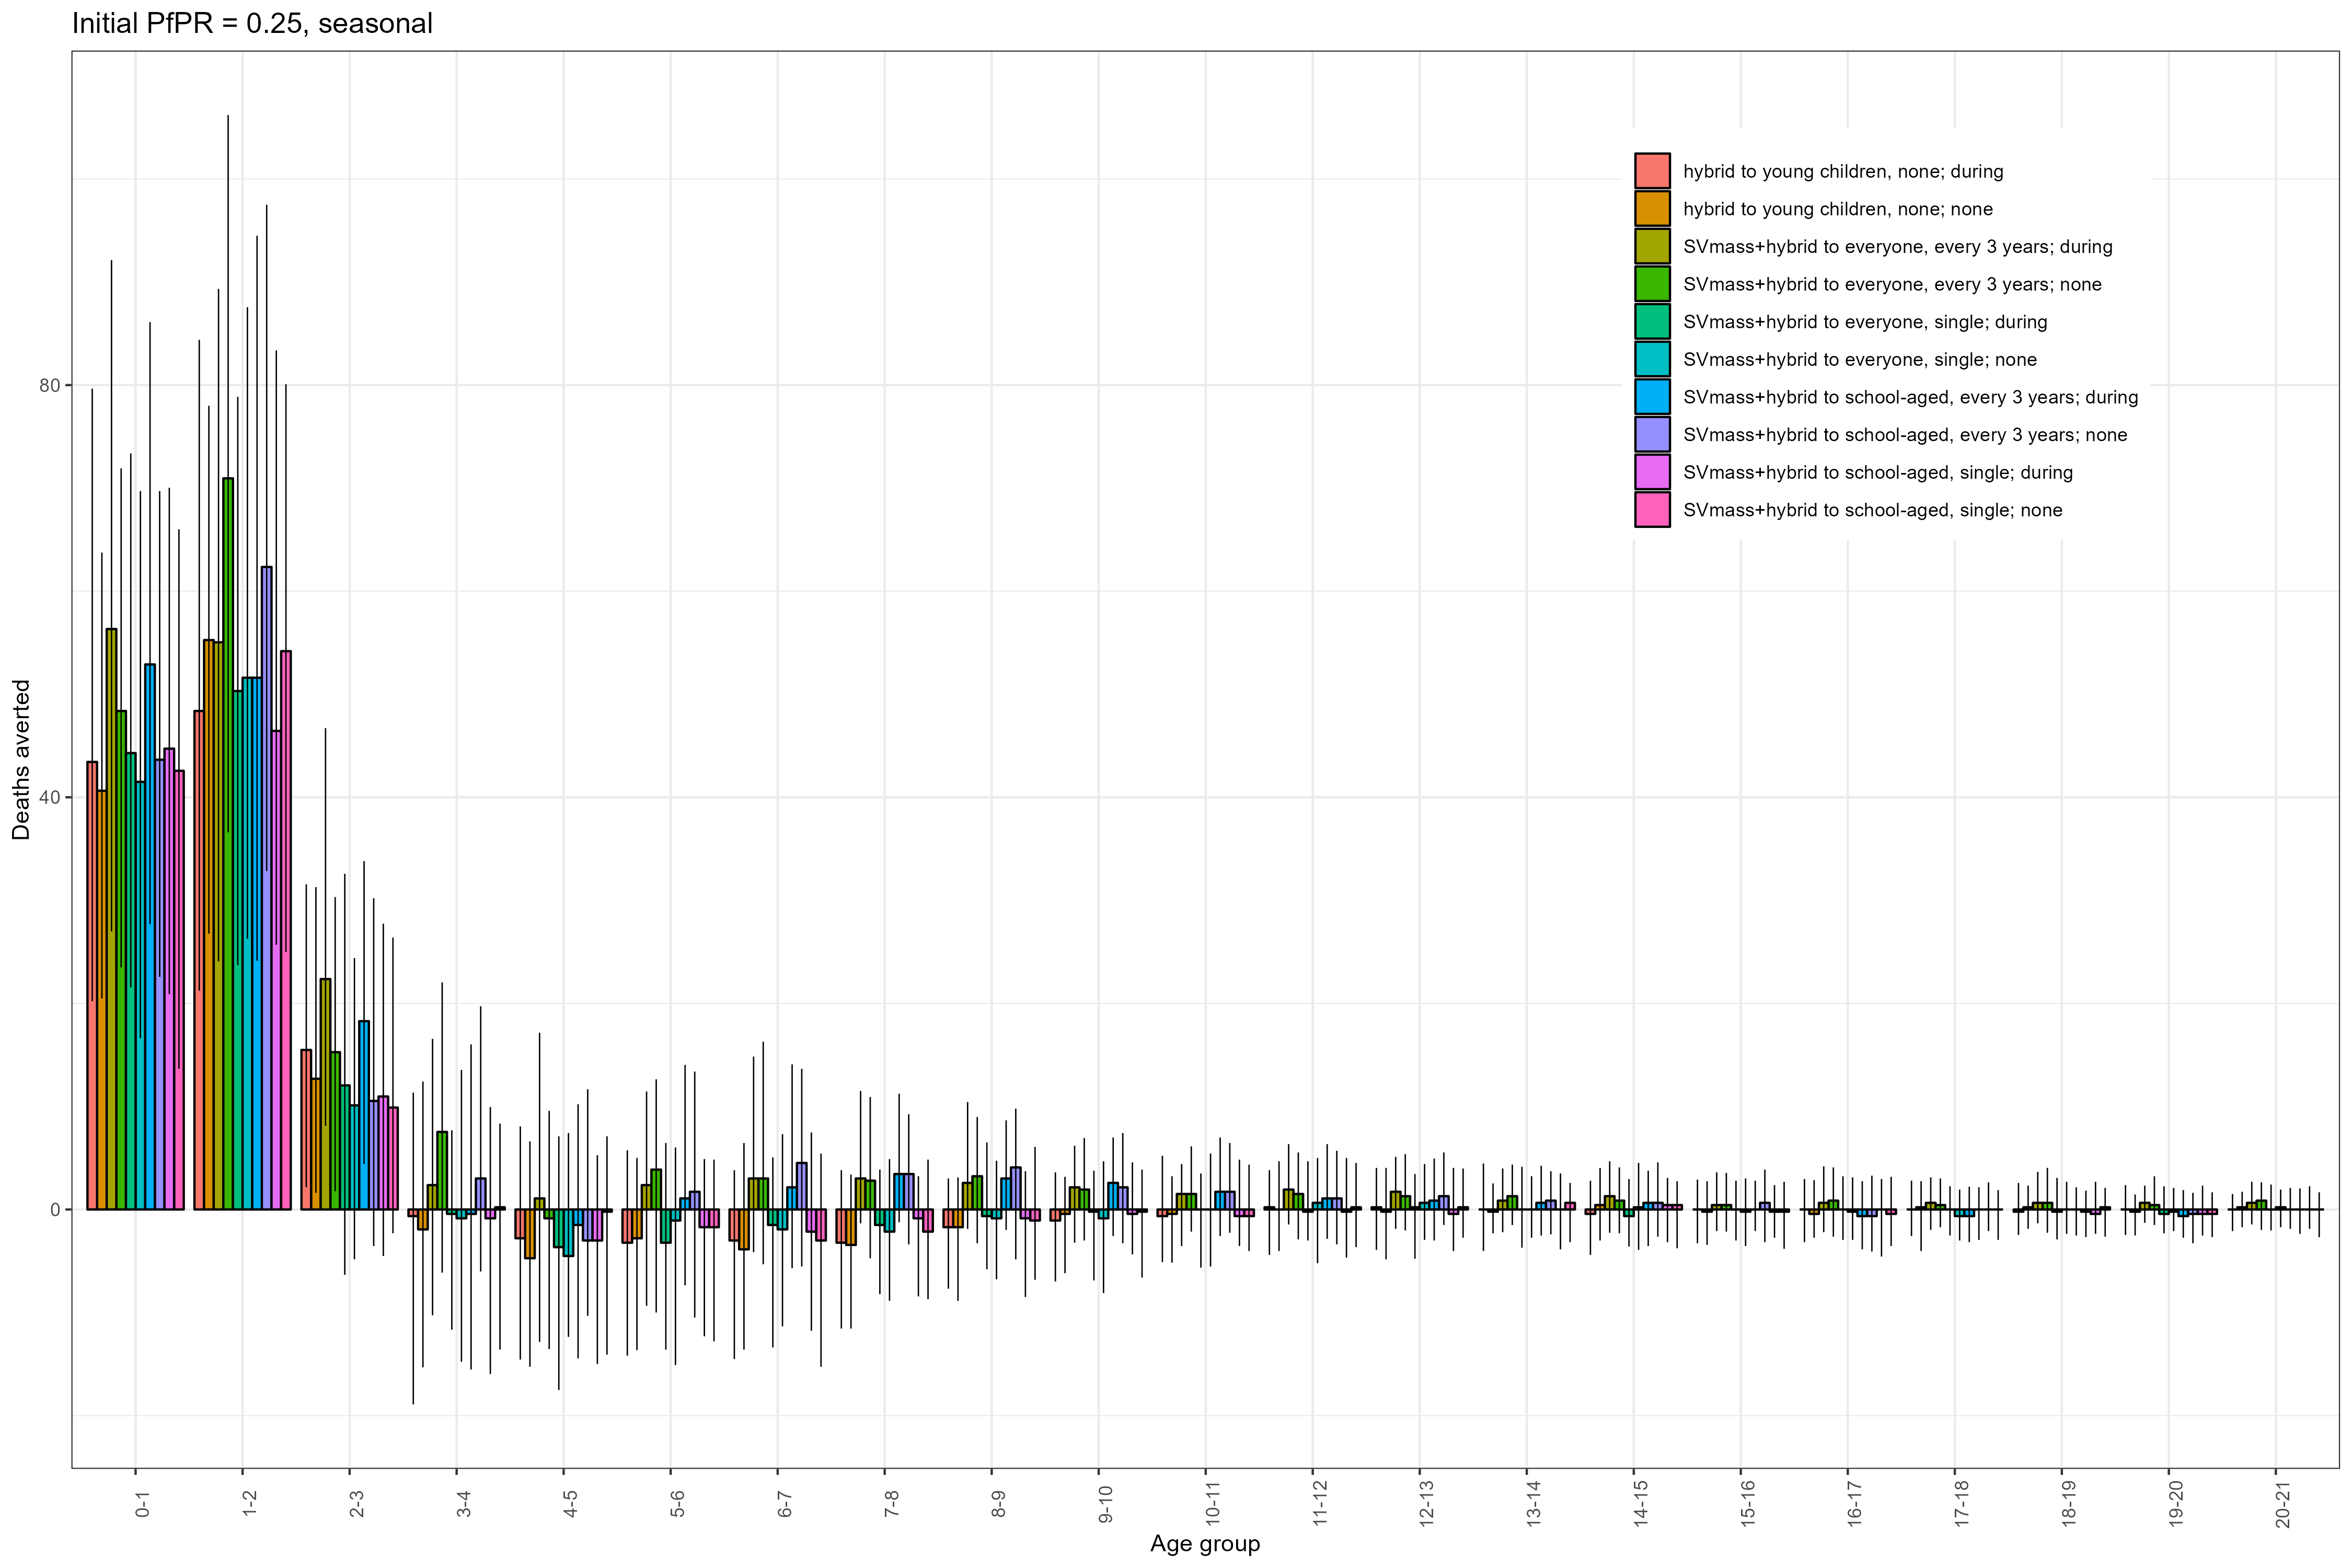 Initial PfPR = 0.25, seasonal
hybrid to young children, none; during
hybrid to young children, none; none
SVmass+hybrid to everyone, every 3 years; during
SVmass+hybrid to everyone, every 3 years; none
SVmass+hybrid to everyone, single; during
SVmass+hybrid to everyone, single; none
SVmass+hybrid to school-aged, every 3 years; during
SVmass+hybrid to school-aged, every 3 years; none
SVmass+hybrid to school-aged, single; during
SVmass+hybrid to school-aged, single; none
Deaths averted
80
40
0
0-1
1-2
2-3
3-4
4-5
5-6
6-7
7-8
8-9
9-10
10-11
11-12
12-13
13-14
14-15
15-16
16-17
17-18
18-19
19-20
20-21
Age group